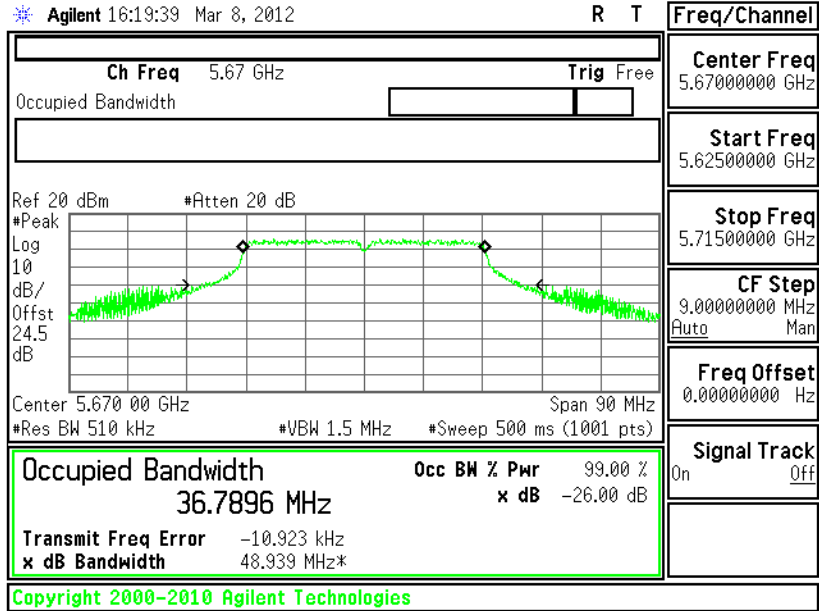 Agilent 16:19:39 Mar 8, 2012 R T
Freq/Channel
Ch Freq 5.67 GHz Trig Free
Occupied Bandwidth
Center Freq
5.67000000 GHz
Start Freq
5.62500000 GHz
Stop Freq
5.71500000 GHz
CF Step
9.00000000 MHz
Auto Man
Freq Offset
0.00000000 Hz
Signal Track
On Off
Ref 20 dBm #Atten 20 dB
#Peak
Log
10
dB/
Offst
24.5
dB
Center 5.670 00 GHz Span 90 MHz
#Res BW 510 kHz #VBW 1.5 MHz #Sweep 500 ms (1001 pts)
Occupied Bandwidth Occ BW % Pwr 99.00 %
36.7896 MHz x dB -26.00 dB
Transmit Freq Error -10.923 kHz
x dB Bandwidth 48.939 MHz*
Copyright 2000-2010 Agilent Technologies